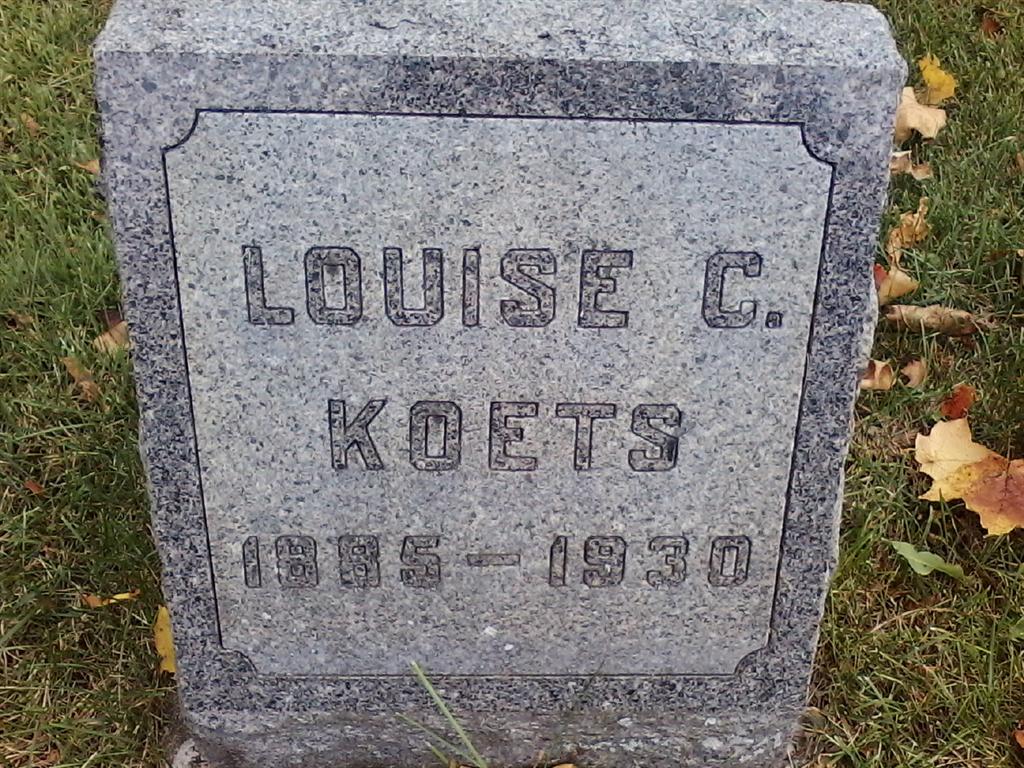 LOUISE C.
KOETS
1885 – 1930